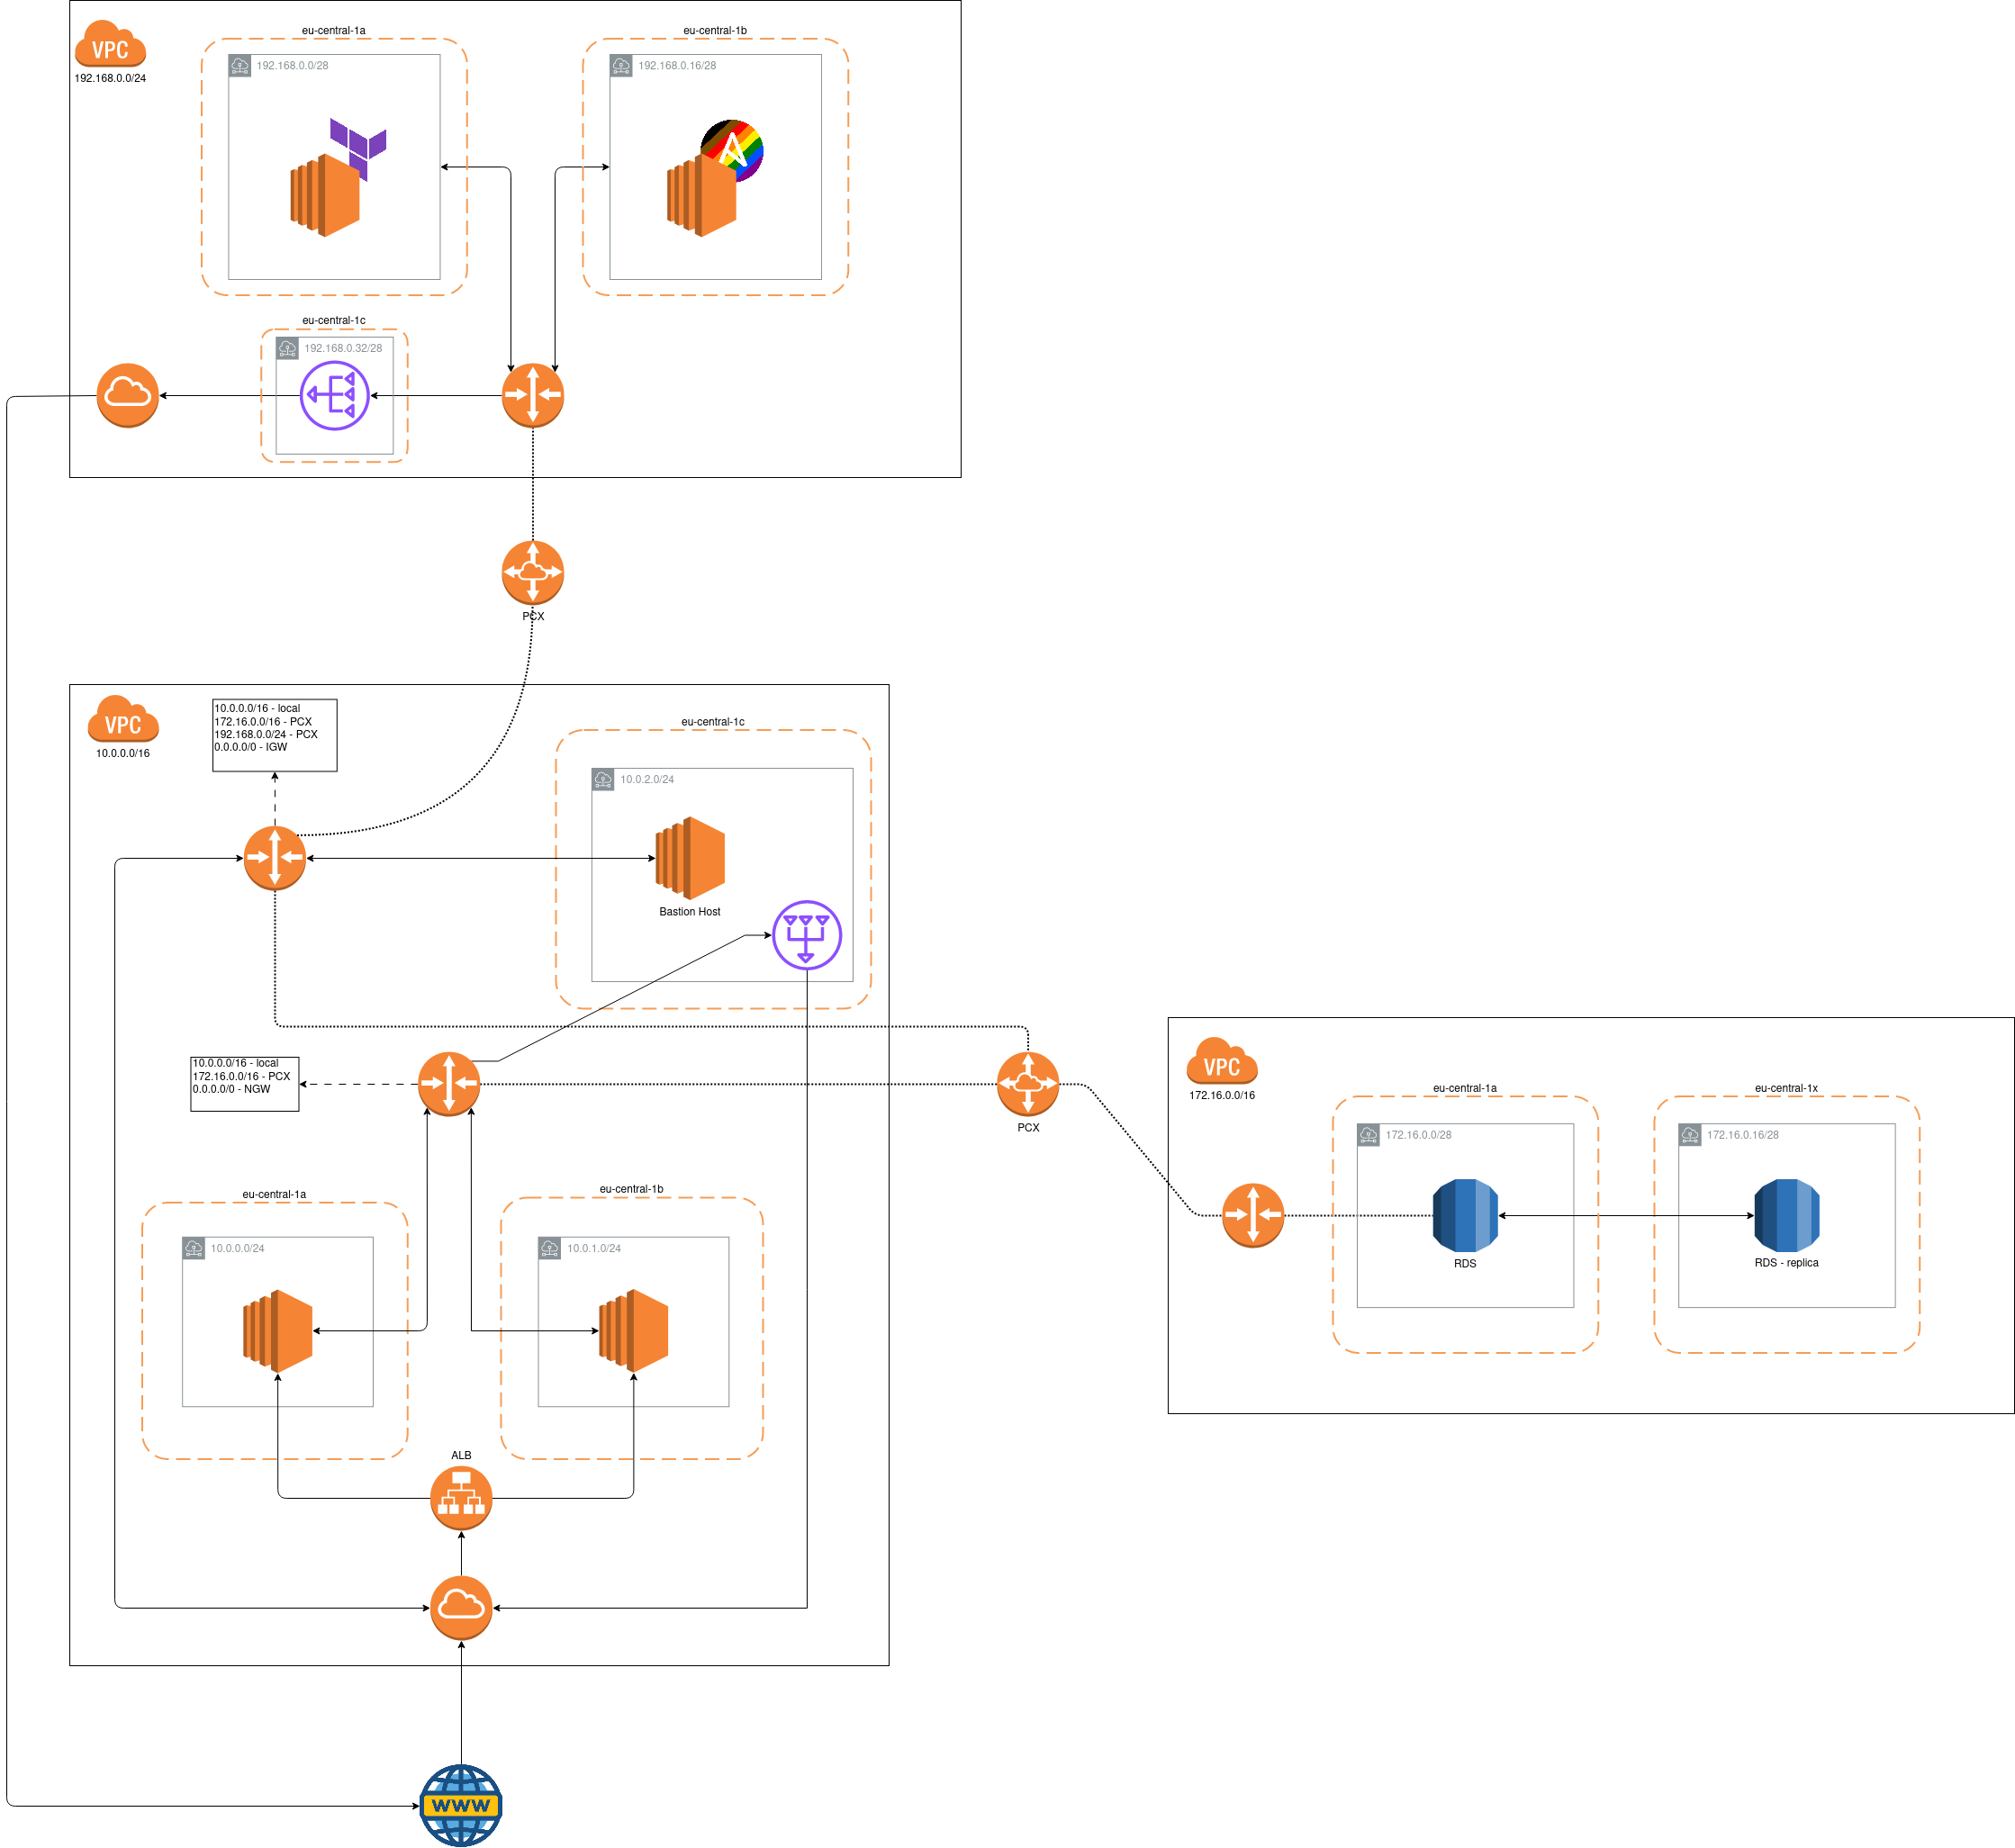 eu-central-1a
eu-central-1b
VPC
192.168.0.0/24
192.168.0.0/28
192.168.0.16/28
eu-central-1c
192.168.0.32/28
PCX
VPC
10.0.0.0/16
10.0.0.0/16 - local
172.16.0.0/16 - PCX
192.168.0.0/24 - PCX
0.0.0.0/0 - IGW
eu-central-1c
10.0.2.0/24
Bastion Host
10.0.0.0/16 - local
172.16.0.0/16 - PCX
0.0.0.0/0 - NGW
PCX
VPC
172.16.0.0/16
eu-central-1a
eu-central-1x
172.16.0.0/28
172.16.0.16/28
RDS
RDS - replica
eu-central-1a
eu-central-1b
10.0.0.0/24
10.0.1.0/24
ALB
WWW